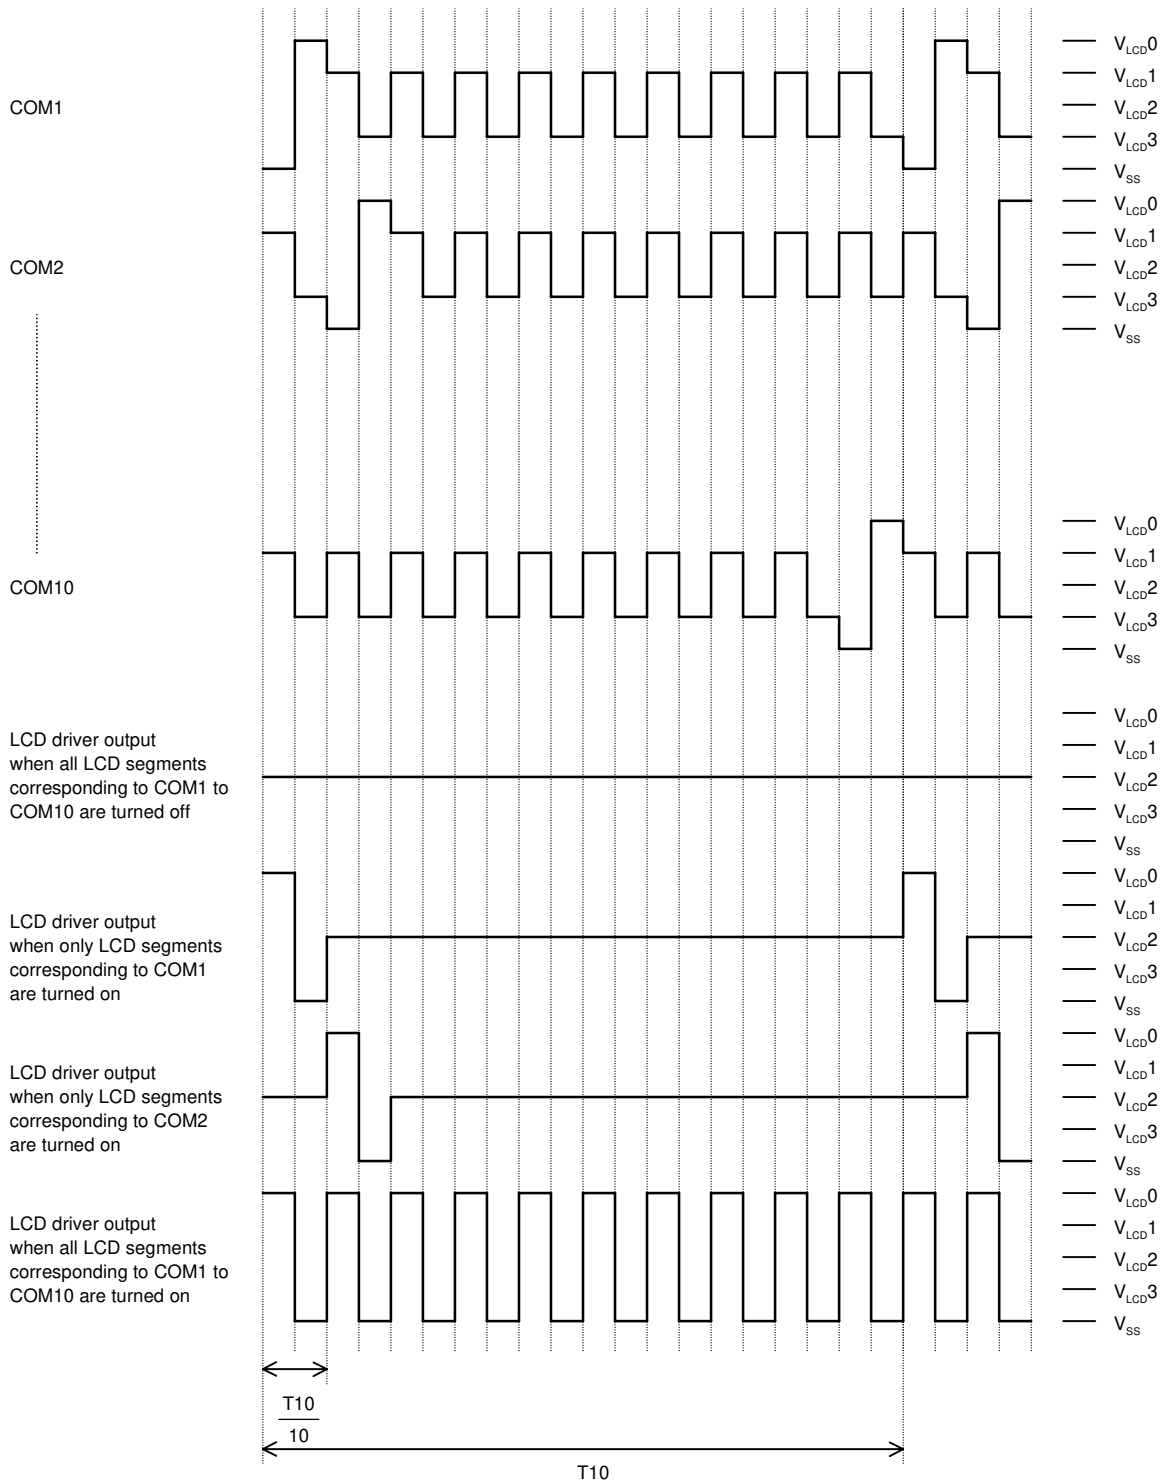 V_LCD0
V_LCD1
COM1
V_LCD2
V_LCD3
V_SS
V_LCD0
V_LCD1
COM2
V_LCD2
V_LCD3
V_SS
V_LCD0
V_LCD1
COM10
V_LCD2
V_LCD3
V_SS
LCD driver output
when all LCD segments
corresponding to COM1 to
COM10 are turned off
V_LCD0
V_LCD1
V_LCD2
V_LCD3
V_SS
LCD driver output
when only LCD segments
corresponding to COM1
are turned on
V_LCD0
V_LCD1
V_LCD2
V_LCD3
V_SS
LCD driver output
when only LCD segments
corresponding to COM2
are turned on
V_LCD0
V_LCD1
V_LCD2
V_LCD3
V_SS
LCD driver output
when all LCD segments
corresponding to COM1 to
COM10 are turned on
V_LCD0
V_LCD1
V_LCD2
V_LCD3
V_SS
T10
10
T10